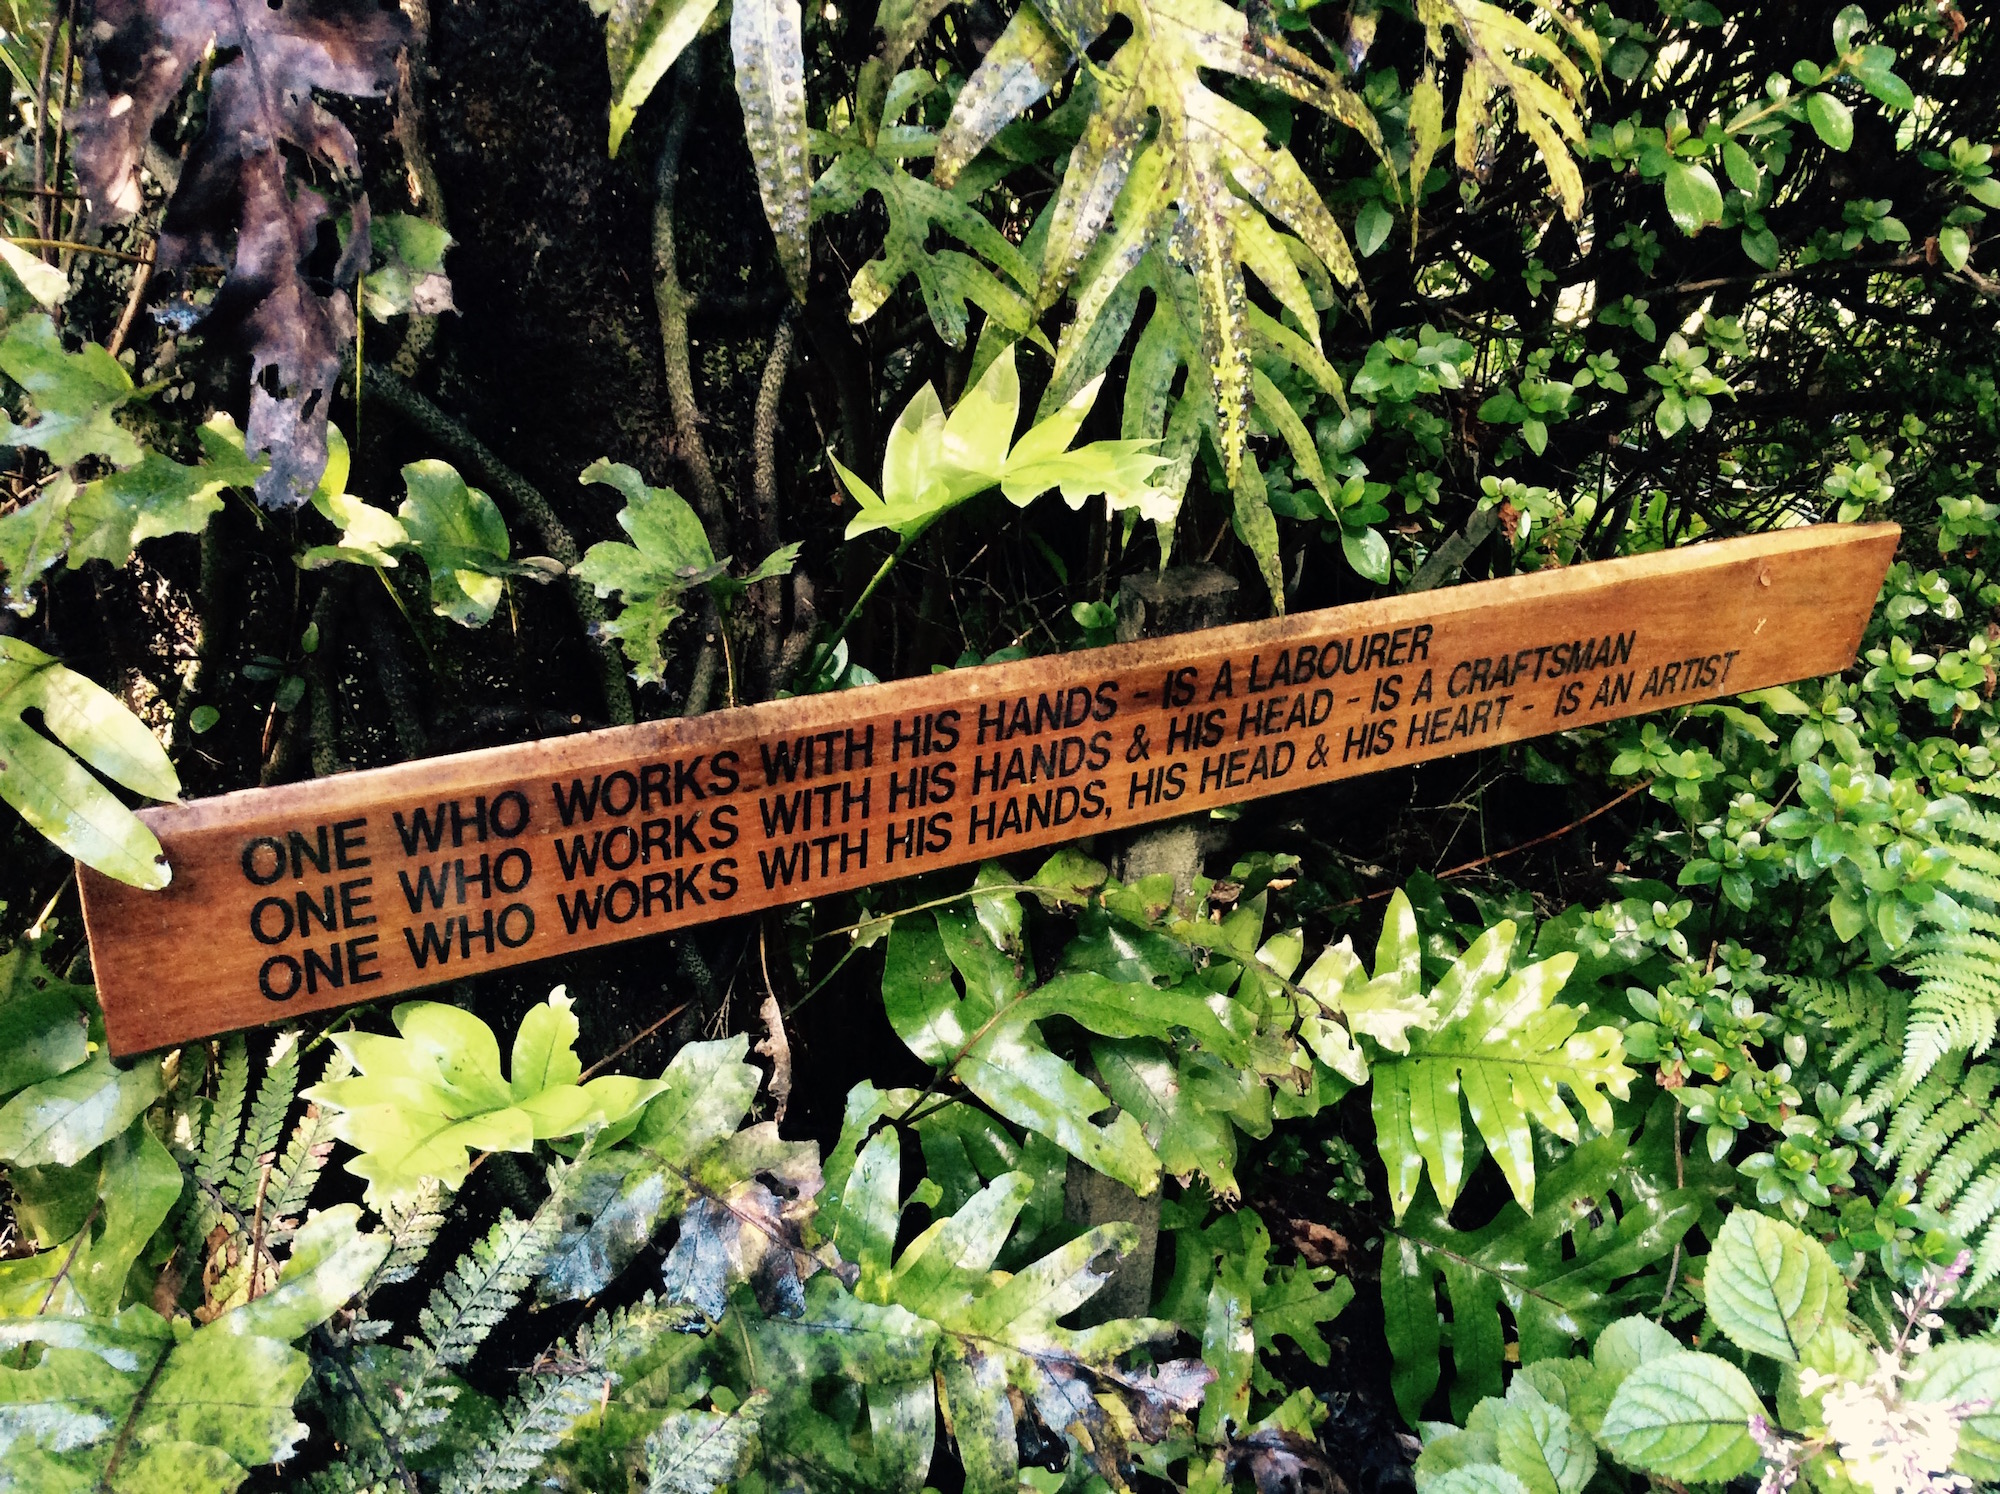 ONE WHO WORKS WITH HIS HANDS - IS A LABOURER
ONE WHO WORKS WITH HIS HANDS & HIS HEAD - IS A CRAFTSMAN
ONE WHO WORKS WITH HIS HANDS, HIS HEAD & HIS HEART - IS AN ARTIST